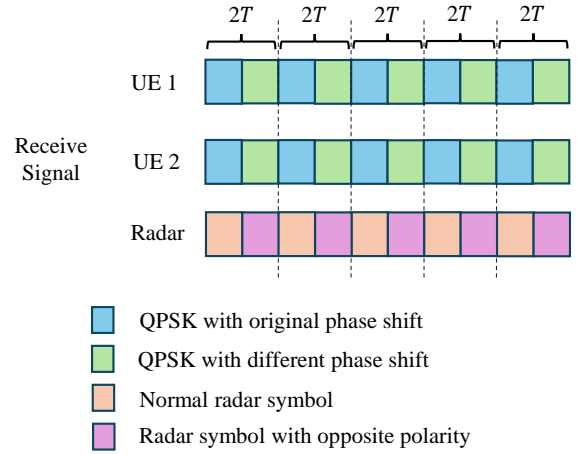 2T 2T 2T 2T 2T
UE 1
Receive
Signal
UE 2
Radar
QPSK with original phase shift
QPSK with different phase shift
Normal radar symbol
Radar symbol with opposite polarity